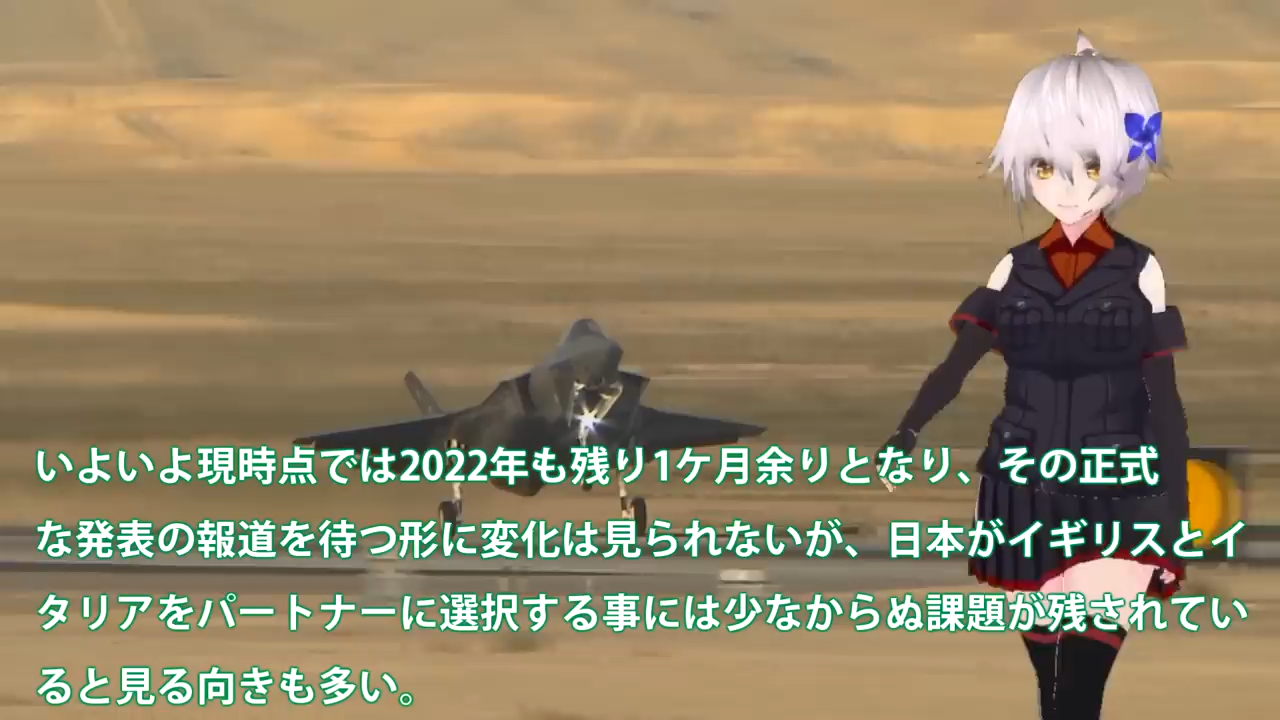 いよいよ現時点では2022年も残り1ケ月余りとなり、その正式
な発表の報道を待つ形に変化は見られないが、日本がイギリスとイ
タリアをパートナーに選択する事には少なからぬ課題が残されてい
ると見る向きも多い。